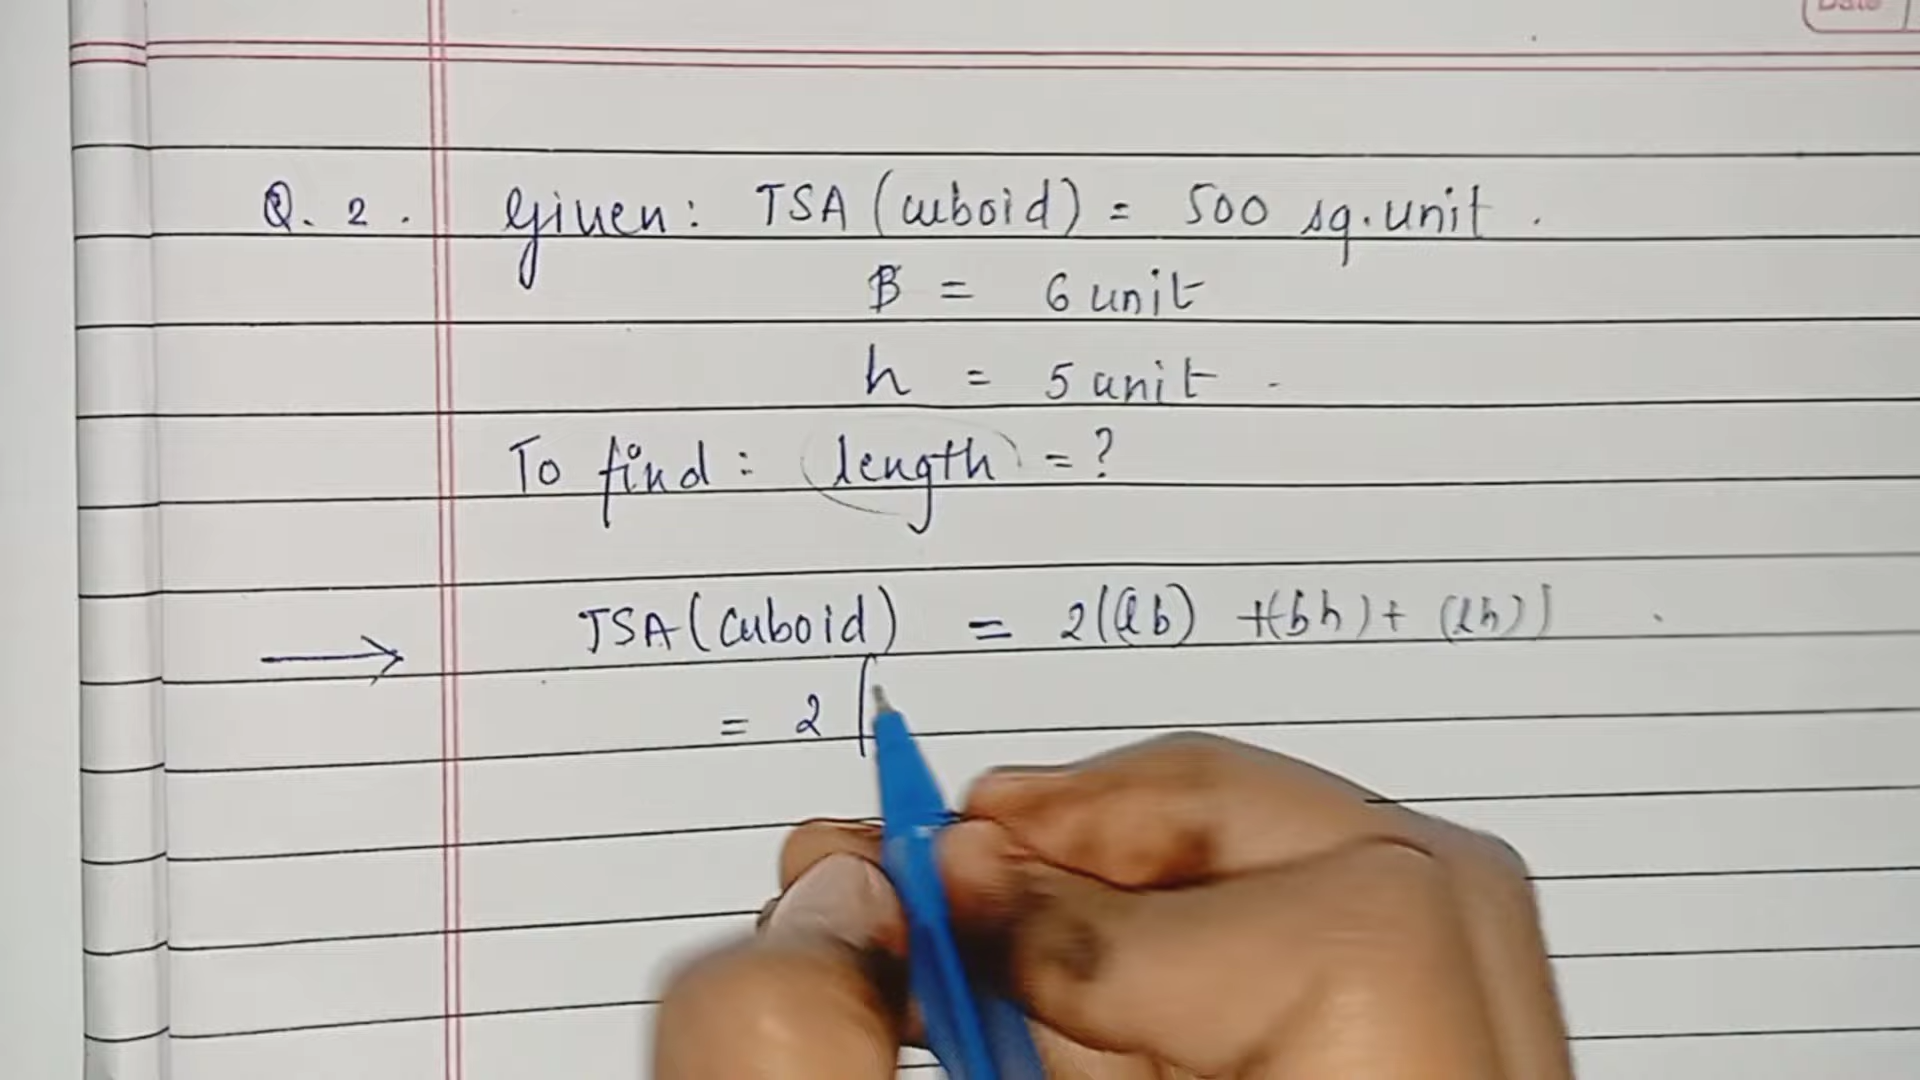 Date
Q. 2. Given: TSA (cuboid) = 500 sq. unit.
B = 6 unit
h = 5 unit.
To find: length = ?
TSA (Cuboid) = 2((lb) + (bh) + (lh))
= 2 (